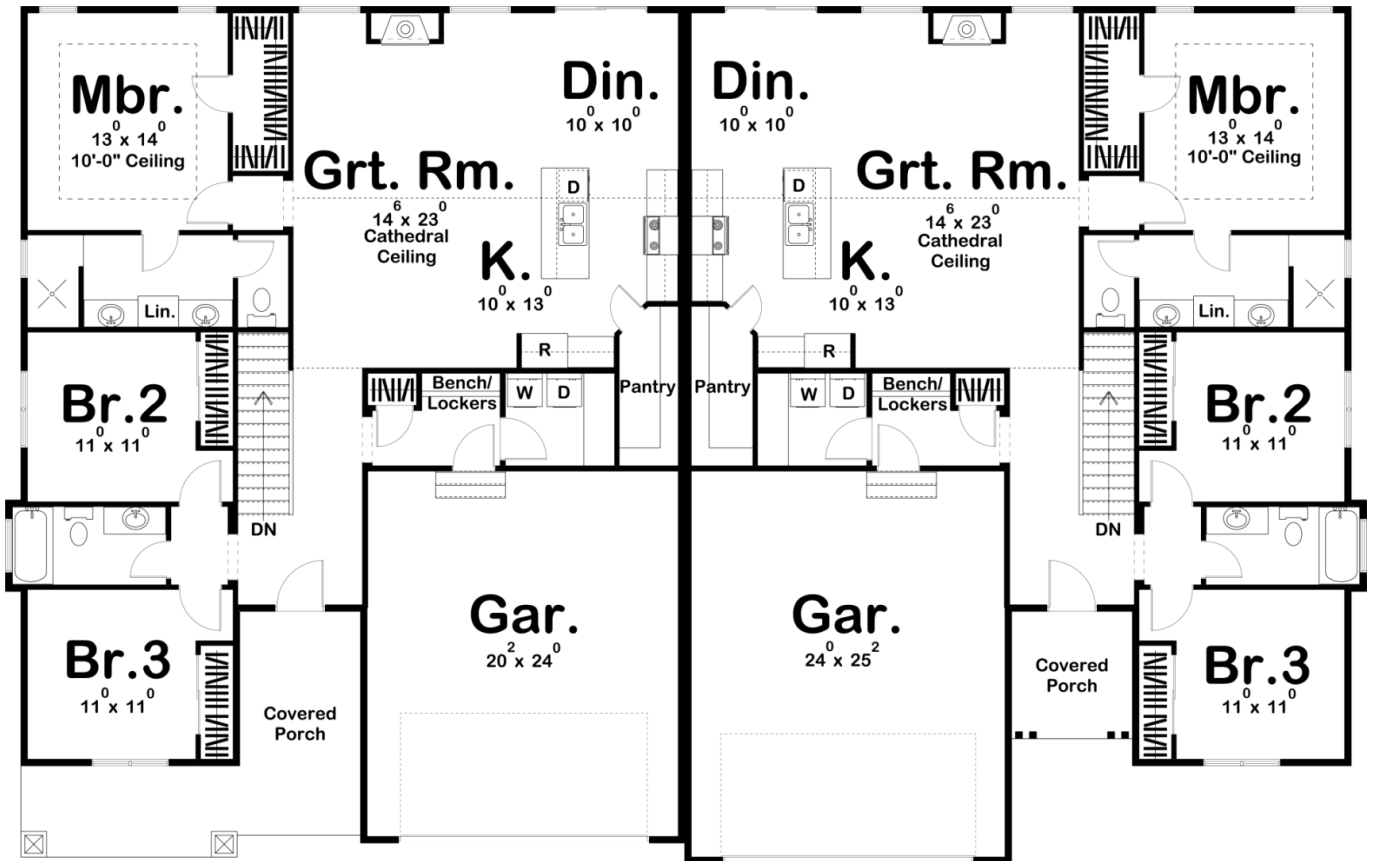 Mbr.
13⁰ x 14⁰
10'-0" Ceiling
Grt. Rm.
14⁶ x 23⁰
Cathedral
Ceiling
Din.
10⁰ x 10⁰
D
K.
10⁰ x 13⁰
Lin.
R
Pantry
Br.2
11⁰ x 11⁰
Bench/
Lockers
W
D
DN
Br.3
11⁰ x 11⁰
Covered
Porch
Gar.
20² x 24⁰
Din.
10⁰ x 10⁰
Grt. Rm.
14⁶ x 23⁰
Cathedral
Ceiling
Mbr.
13⁰ x 14⁰
10'-0" Ceiling
D
K.
10⁰ x 13⁰
Lin.
R
Pantry
W
D
Bench/
Lockers
Br.2
11⁰ x 11⁰
DN
Gar.
24⁰ x 25²
Covered
Porch
Br.3
11⁰ x 11⁰